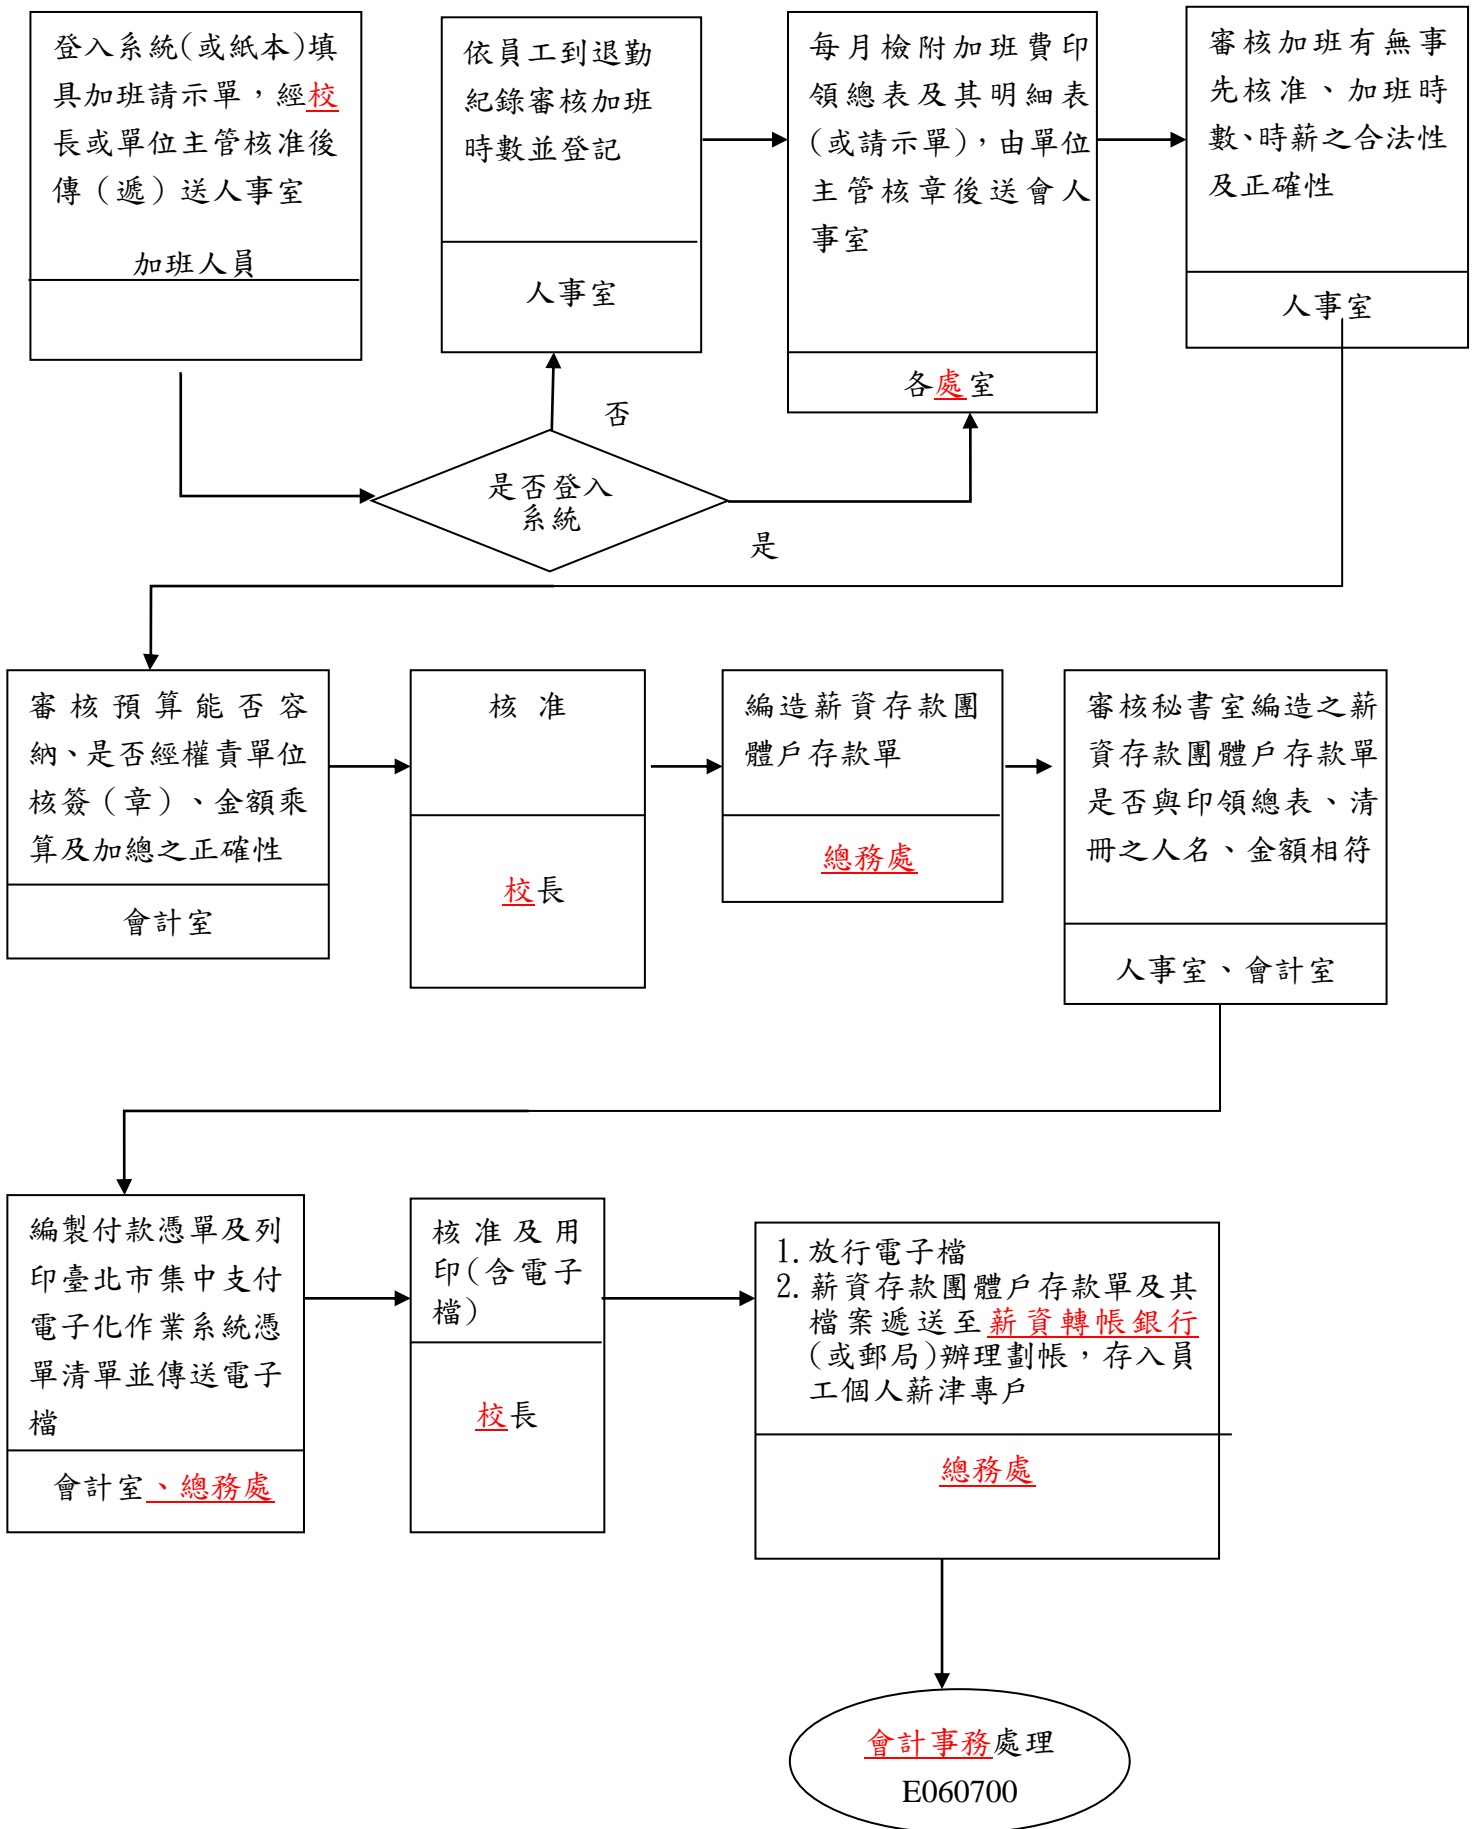 登入系統(或紙本)填
具加班請示單，經校
長或單位主管核准後
傳（遞）送人事室
加班人員
依員工到退勤
紀錄審核加班
時數並登記
人事室
每月檢附加班費印
領總表及其明細表
(或請示單)，由單位
主管核章後送會人
事室
各處室
審核加班有無事
先核准、加班時
數、時薪之合法性
及正確性
人事室
否
是否登入
系統
是
審核預算能否容
納、是否經權責單位
核簽（章）、金額乘
算及加總之正確性
會計室
核准
校長
編造薪資存款團
體戶存款單
總務處
審核秘書室編造之薪
資存款團體戶存款單
是否與印領總表、清
冊之人名、金額相符
人事室、會計室
編製付款憑單及列
印臺北市集中支付
電子化作業系統憑
單清單並傳送電子
檔
會計室、總務處
核准及用
印(含電子
檔)
校長
1.放行電子檔
2.薪資存款團體戶存款單及其
檔案遞送至薪資轉帳銀行
(或郵局)辦理劃帳，存入員
工個人薪津專戶
總務處
會計事務處理
E060700